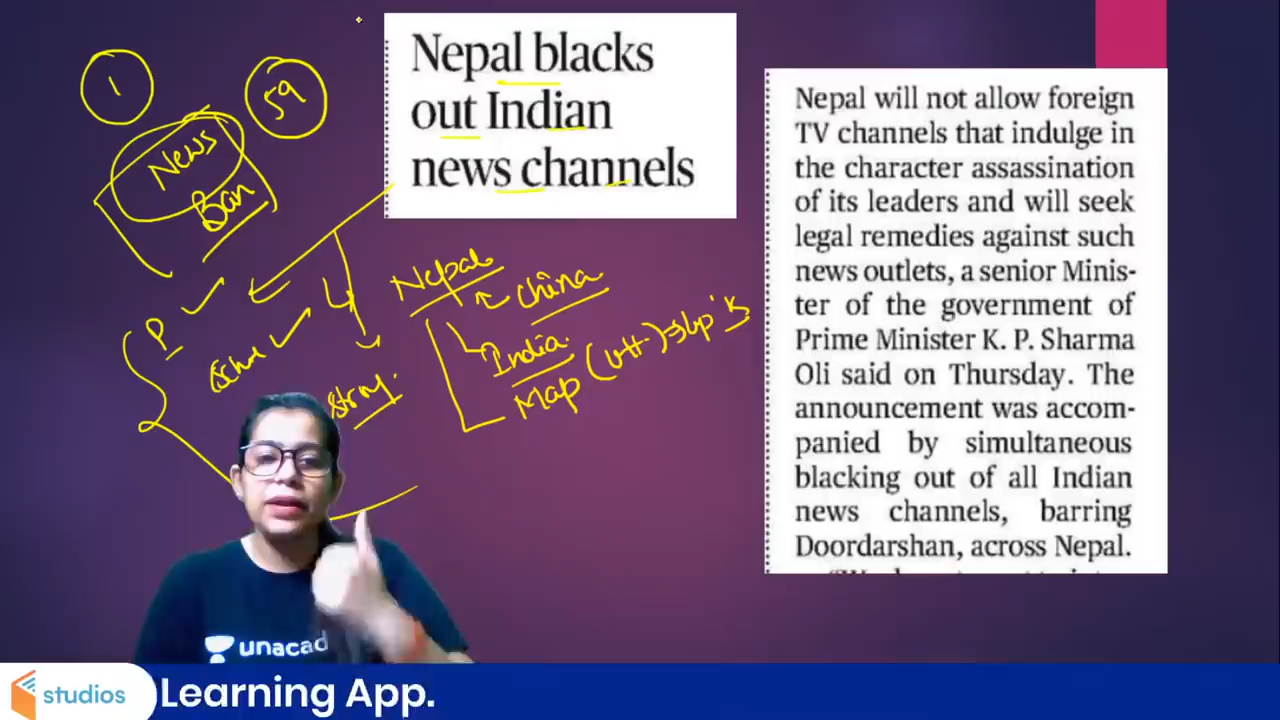 1
59
News
Ban
P
Strong.
Nepal
China
India.
Map
Nepal blacks
out Indian
news channels
Nepal will not allow foreign
TV channels that indulge in
the character assassination
of its leaders and will seek
legal remedies against such
news outlets, a senior Minis-
ter of the government of
Prime Minister K. P. Sharma
Oli said on Thursday. The
announcement was accom-
panied by simultaneous
blacking out of all Indian
news channels, barring
Doordarshan, across Nepal.
unacad
studios
Learning App.